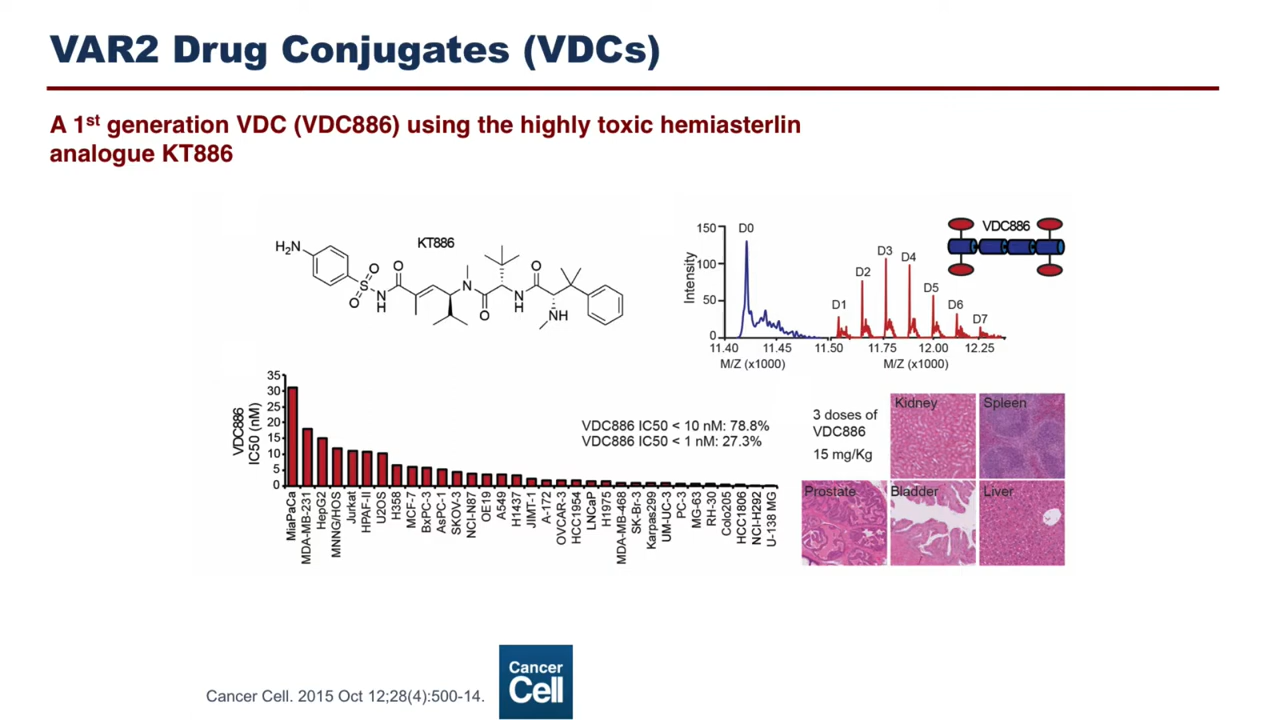 VAR2 Drug Conjugates (VDCs)
A 1st generation VDC (VDC886) using the highly toxic hemiasterlin
analogue KT886
KT886
H2N
O
O
S
N
H
O
N
O
N
H
O
NH
Intensity
150
100
50
0
D0
D1
D2
D3
D4
D5
D6
D7
VDC886
11.40
11.45
11.50
11.75
12.00
12.25
M/Z (x1000)
M/Z (x1000)
VDC886
IC50 (nM)
35
30
25
20
15
10
5
0
VDC886 IC50 < 10 nM: 78.8%
VDC886 IC50 < 1 nM: 27.3%
MiaPaCa
MDA-MB-231
HepG2
MNNG/HOS
Jurkat
HPAF-II
U2OS
H358
MCF-7
BxPC-3
AsPC-1
SKOV-3
NCI-N87
OE19
A549
H1437
JIMT-1
A-172
OVCAR-3
HCC1954
LNCaP
H1975
MDA-MB-468
SK-Br-3
Karpas299
UM-UC-3
PC-3
MG-63
RH-30
Colo205
HCC1806
NCI-H292
U-138 MG
3 doses of
VDC886
15 mg/Kg
Kidney
Spleen
Prostate
Bladder
Liver
Cancer Cell. 2015 Oct 12;28(4):500-14.
Cancer
Cell